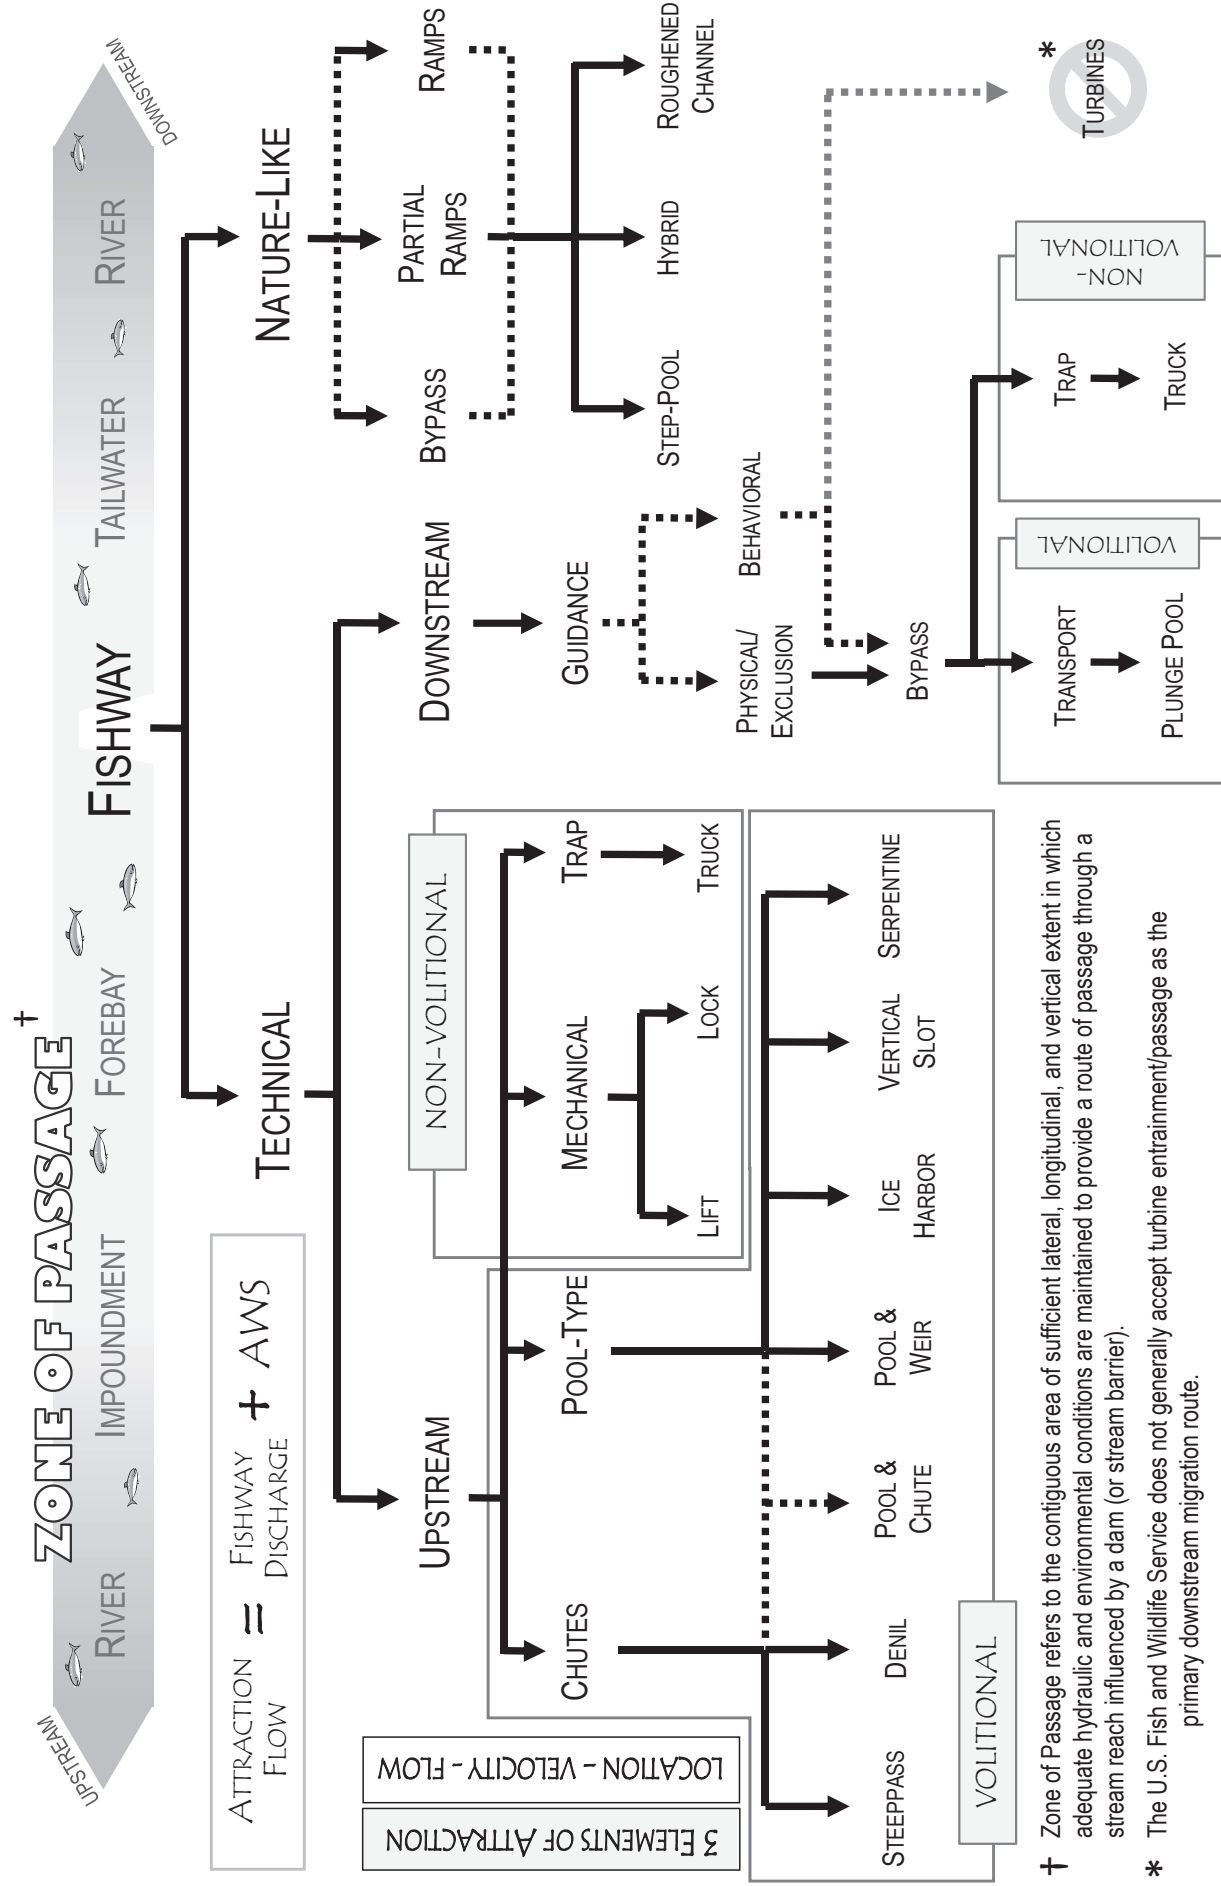 ZONE OF PASSAGE †
UPSTREAM
RIVER
IMPOUNDMENT
FOREBAY
FISHWAY
TAILWATER
RIVER
DOWNSTREAM
ATTRACTION
FLOW
=
FISHWAY
DISCHARGE
+ AWS
TECHNICAL
NATURE-LIKE
3 ELEMENTS OF ATTRACTION
LOCATION - VELOCITY - FLOW
UPSTREAM
DOWNSTREAM
BYPASS
PARTIAL
RAMPS
RAMPS
NON-VOLITIONAL
CHUTES
POOL-TYPE
MECHANICAL
TRAP
GUIDANCE
STEP-POOL
HYBRID
ROUGHENED
CHANNEL
LIFT
LOCK
TRUCK
PHYSICAL/
EXCLUSION
BEHAVIORAL
STEEPPASS
DENIL
POOL &
CHUTE
POOL &
WEIR
ICE
HARBOR
VERTICAL
SLOT
SERPENTINE
BYPASS
VOLITIONAL
VOLITIONAL
NON-
VOLITIONAL
TRANSPORT
TRAP
TURBINES *
PLUNGE POOL
TRUCK
† Zone of Passage refers to the contiguous area of sufficient lateral, longitudinal, and vertical extent in which
adequate hydraulic and environmental conditions are maintained to provide a route of passage through a
stream reach influenced by a dam (or stream barrier).
* The U.S. Fish and Wildlife Service does not generally accept turbine entrainment/passage as the
primary downstream migration route.